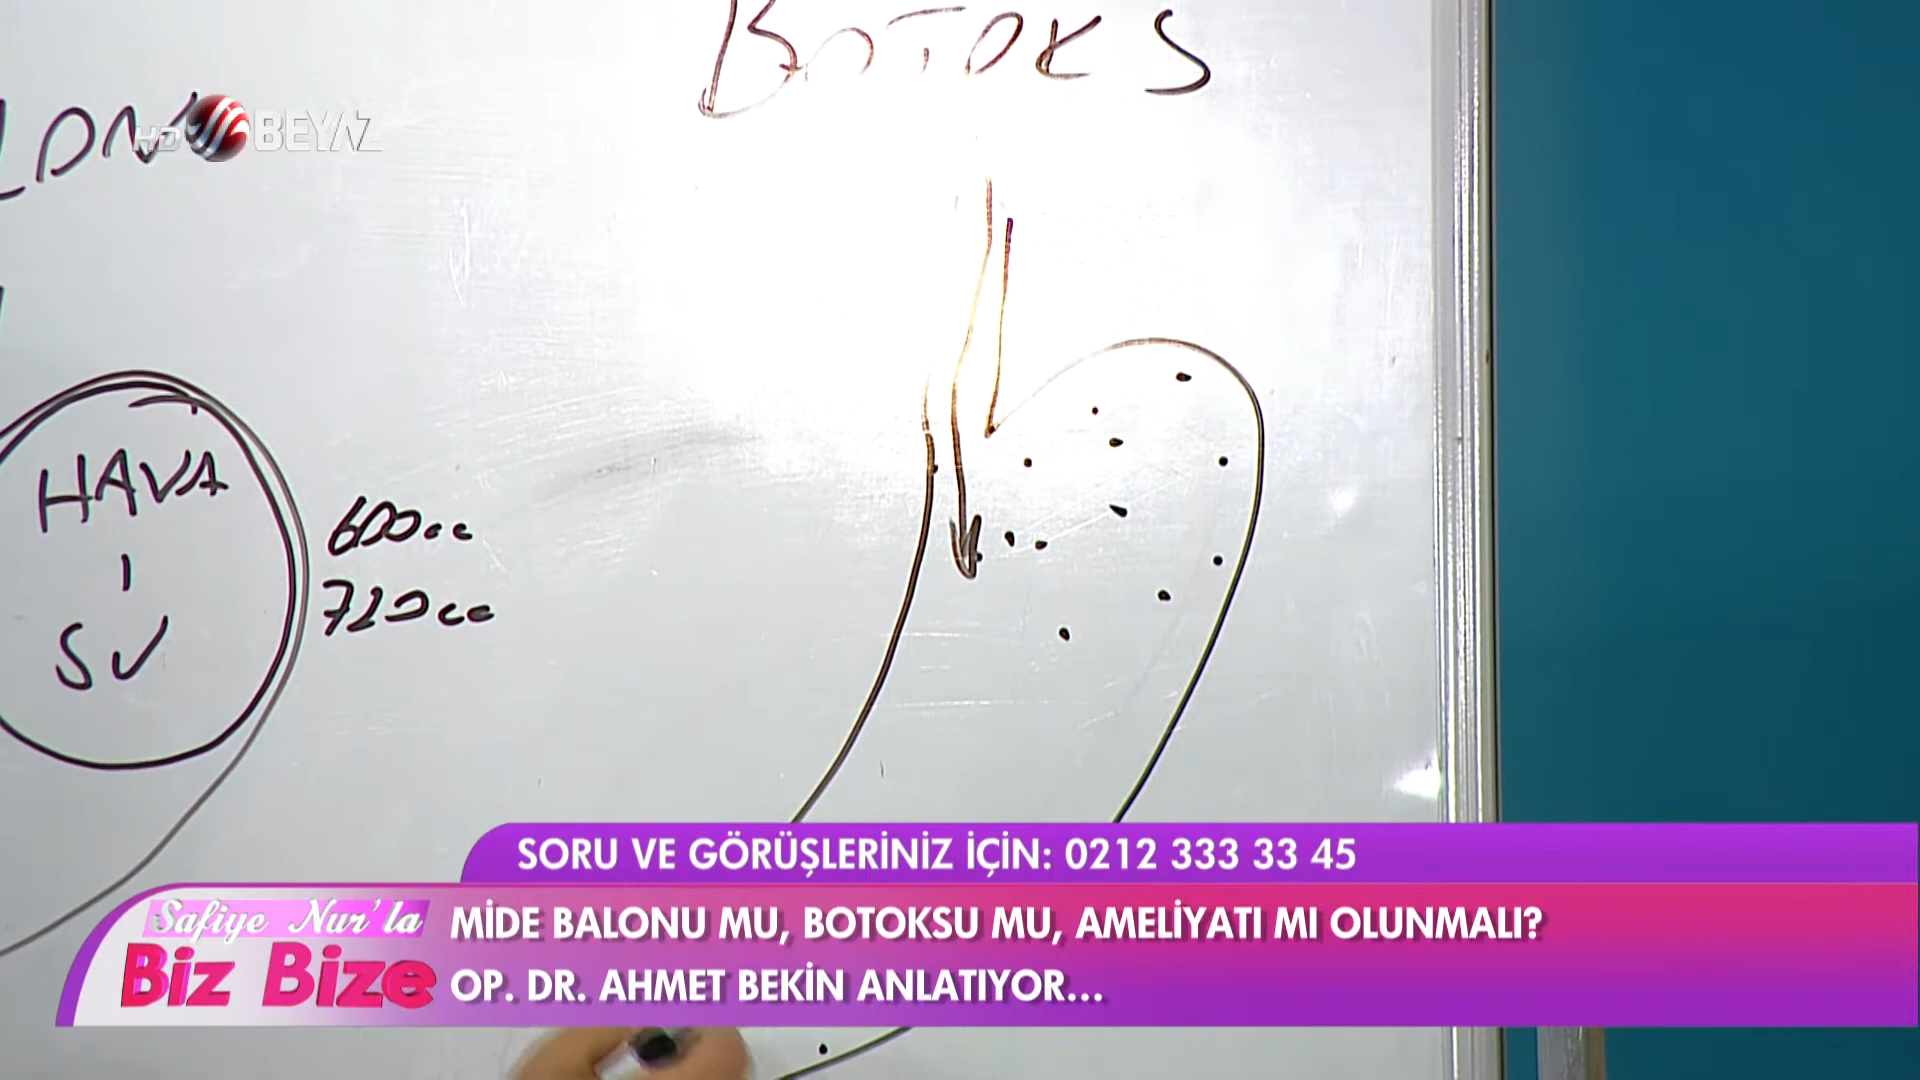 BOTOKS
LON
HD BEYAZ
HAVA
SU
600cc
720cc
SORU VE GÖRÜŞLERİNİZ İÇİN: 0212 333 33 45
Safiye Nur'la
Biz Bize
MİDE BALONU MU, BOTOKSU MU, AMELİYATI MI OLUNMALI?
OP. DR. AHMET BEKİN ANLATIYOR...